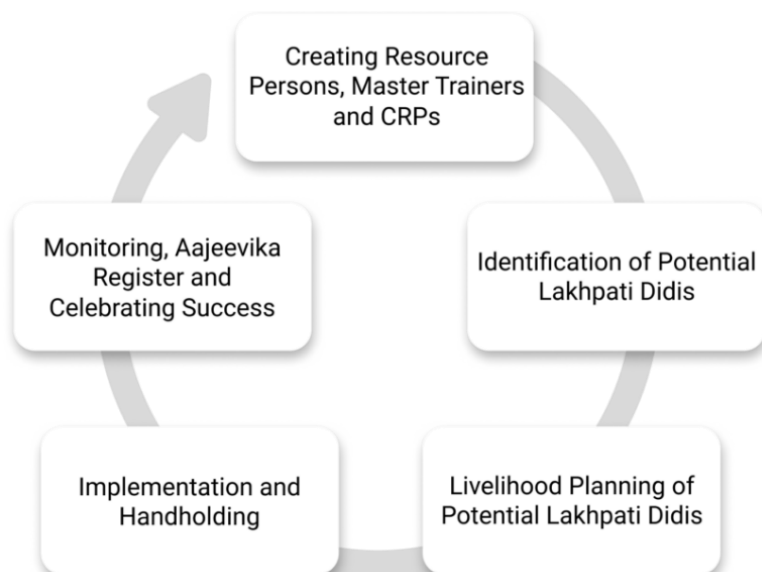 Creating Resource
Persons, Master Trainers
and CRPs
Identification of Potential
Lakhpati Didis
Livelihood Planning of
Potential Lakhpati Didis
Implementation and
Handholding
Monitoring, Aajeevika
Register and
Celebrating Success